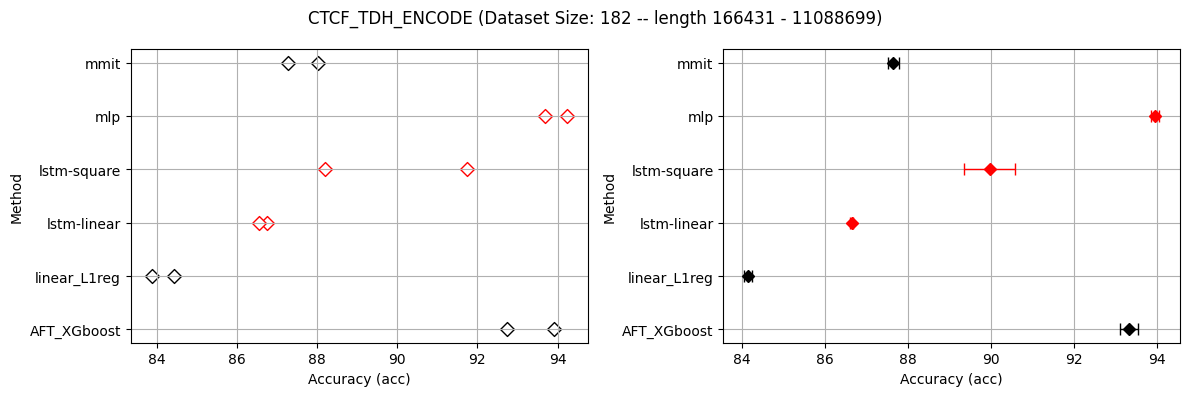 CTCF_TDH_ENCODE (Dataset Size: 182 -- length 166431 - 11088699)
Method
mmit
mlp
lstm-square
lstm-linear
linear_L1reg
AFT_XGboost
84 86 88 90 92 94
Accuracy (acc)
Method
mmit
mlp
lstm-square
lstm-linear
linear_L1reg
AFT_XGboost
84 86 88 90 92 94
Accuracy (acc)